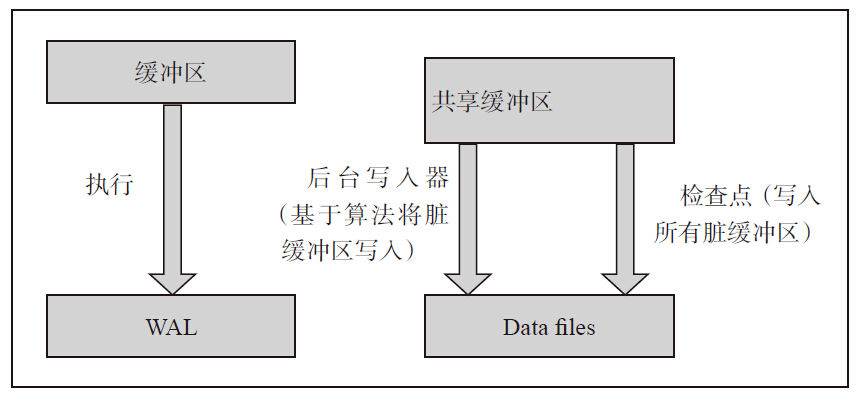 缓冲区
执行
WAL
共享缓冲区
后台写入器
(基于算法将脏
缓冲区写入)
检查点(写入
所有脏缓冲区)
Data files